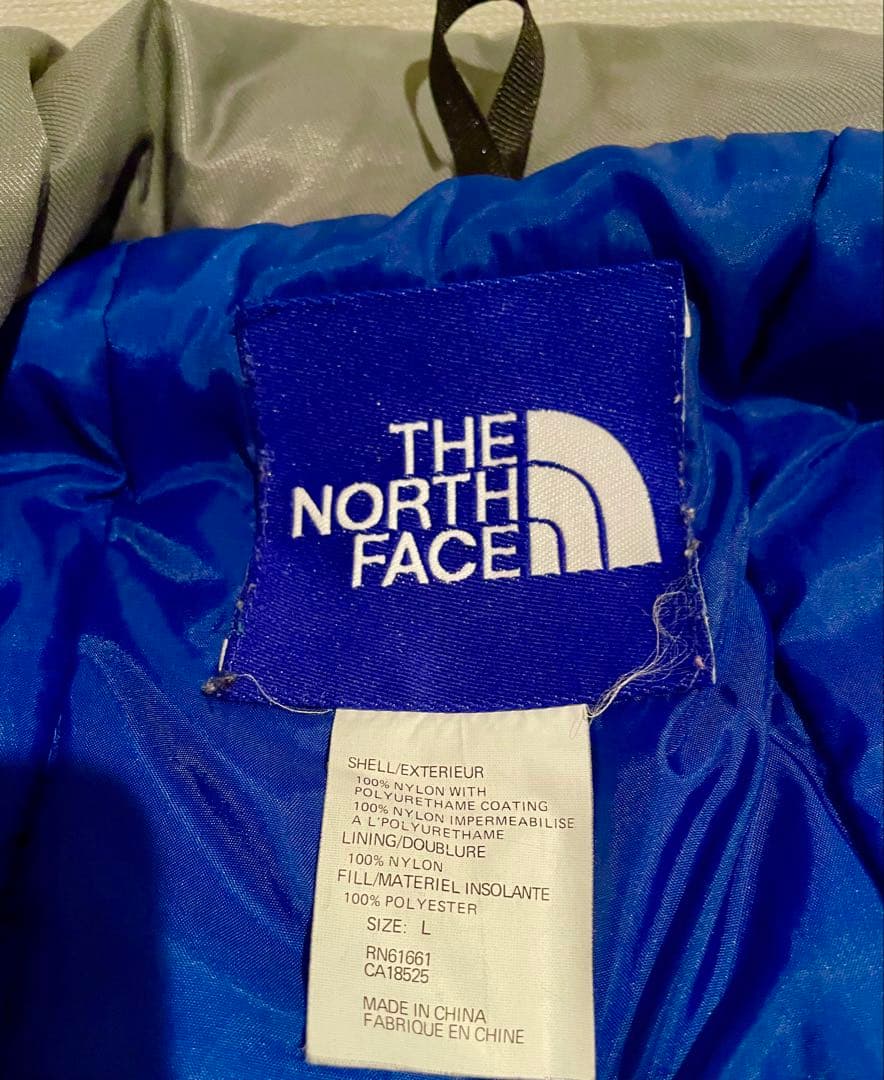 THE
NORTH
FACE
SHELL/EXTERIEUR
100% NYLON WITH
POLYURETHAME COATING
100% NYLON IMPERMEABILISE
A L'POLYURETHAME
LINING/DOUBLURE
100% NYLON
FILL/MATERIEL INSOLANTE
100% POLYESTER
SIZE: L
RN61661
CA18525
MADE IN CHINA
FABRIQUE EN CHINE